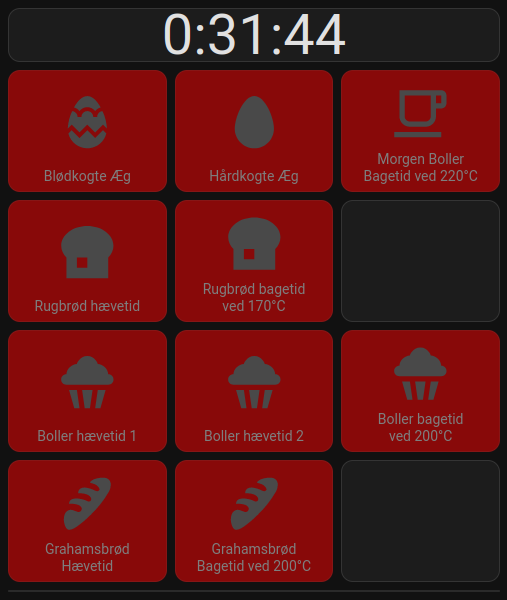 0:31:44
Blødkogte Æg
Hårdkogte Æg
Morgen Boller
Bagetid ved 220°C
Rugbrød hævetid
Rugbrød bagetid
ved 170°C
Boller hævetid 1
Boller hævetid 2
Boller bagetid
ved 200°C
Grahamsbrød
Hævetid
Grahamsbrød
Bagetid ved 200°C